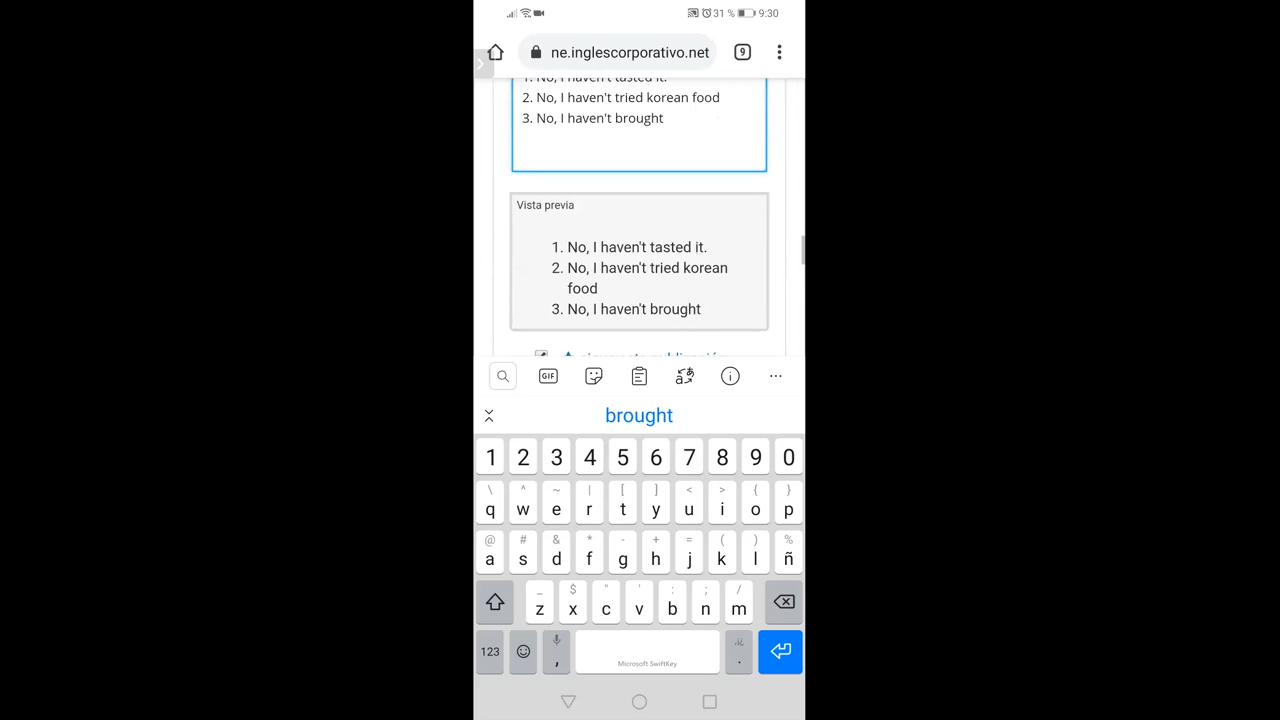 31 % 9:30
ne.inglescorporativo.net 9
1. No, I haven't tasted it.
2. No, I haven't tried korean food
3. No, I haven't brought
Vista previa
1. No, I haven't tasted it.
2. No, I haven't tried korean
food
3. No, I haven't brought
GIF
brought
1 2 3 4 5 6 7 8 9 0
\ ^ ~ | [ ] < > { }
q w e r t y u i o p
@ # & * - + = ( ) %
a s d f g h j k l ñ
_ $ " ' : ; /
z x c v b n m
123 , Microsoft SwiftKey .